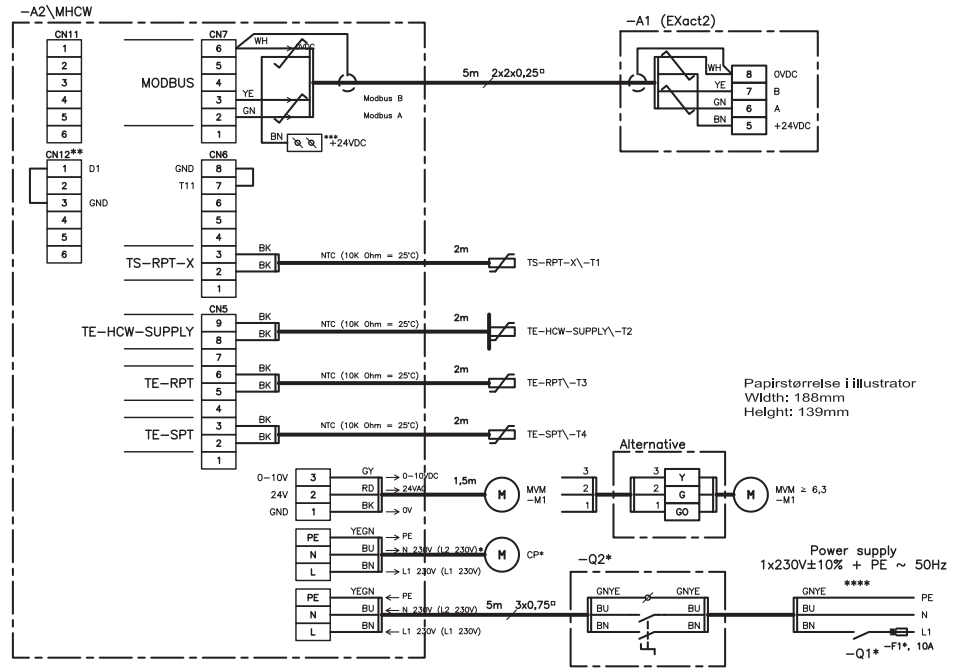 -A2\MHCW
-A1 (EXact2)
CN11
1
2
3
4
5
6
CN7
6
5
4
3
2
1
MODBUS
WH
0VDC
YE
GN
BN
Modbus B
Modbus A
***
+24VDC
5m 2x2x0,25¤
WH
YE
GN
BN
8 0VDC
7 B
6 A
5 +24VDC
CN12**
1 D1
2
3 GND
4
5
6
CN6
GND 8
T11 7
6
5
4
3
2
1
TS-RPT-X
BK
BK
NTC (10K Ohm = 25°C)
2m
TS-RPT-X\-T1
CN5
9
8
7
6
5
4
3
2
1
TE-HCW-SUPPLY
BK
BK
NTC (10K Ohm = 25°C)
2m
TE-HCW-SUPPLY\-T2
TE-RPT
BK
BK
NTC (10K Ohm = 25°C)
2m
TE-RPT\-T3
TE-SPT
BK
BK
NTC (10K Ohm = 25°C)
2m
TE-SPT\-T4
Papirstørrelse i illustrator
Width: 188mm
Height: 139mm
0-10V 3 GY 0-10VDC
24V 2 RD 24VAC
GND 1 BK 0V
1,5m
M
MVM
-M1
3
2
1
Alternative
3 Y
2 G
1 GO
M
MVM ≥ 6,3
-M1
PE YEGN PE
N BU N 230V (L2 230V)*
L BN L1 230V (L1 230V)
M
CP*
PE YEGN PE
N BU N 230V (L2 230V)
L BN L1 230V (L1 230V)
5m 3x0,75¤
-Q2*
GNYE GNYE
BU BU
BN BN
Power supply
1x230V±10% + PE ~ 50Hz
****
GNYE PE
BU N
BN L1
-Q1*
-F1*, 10A